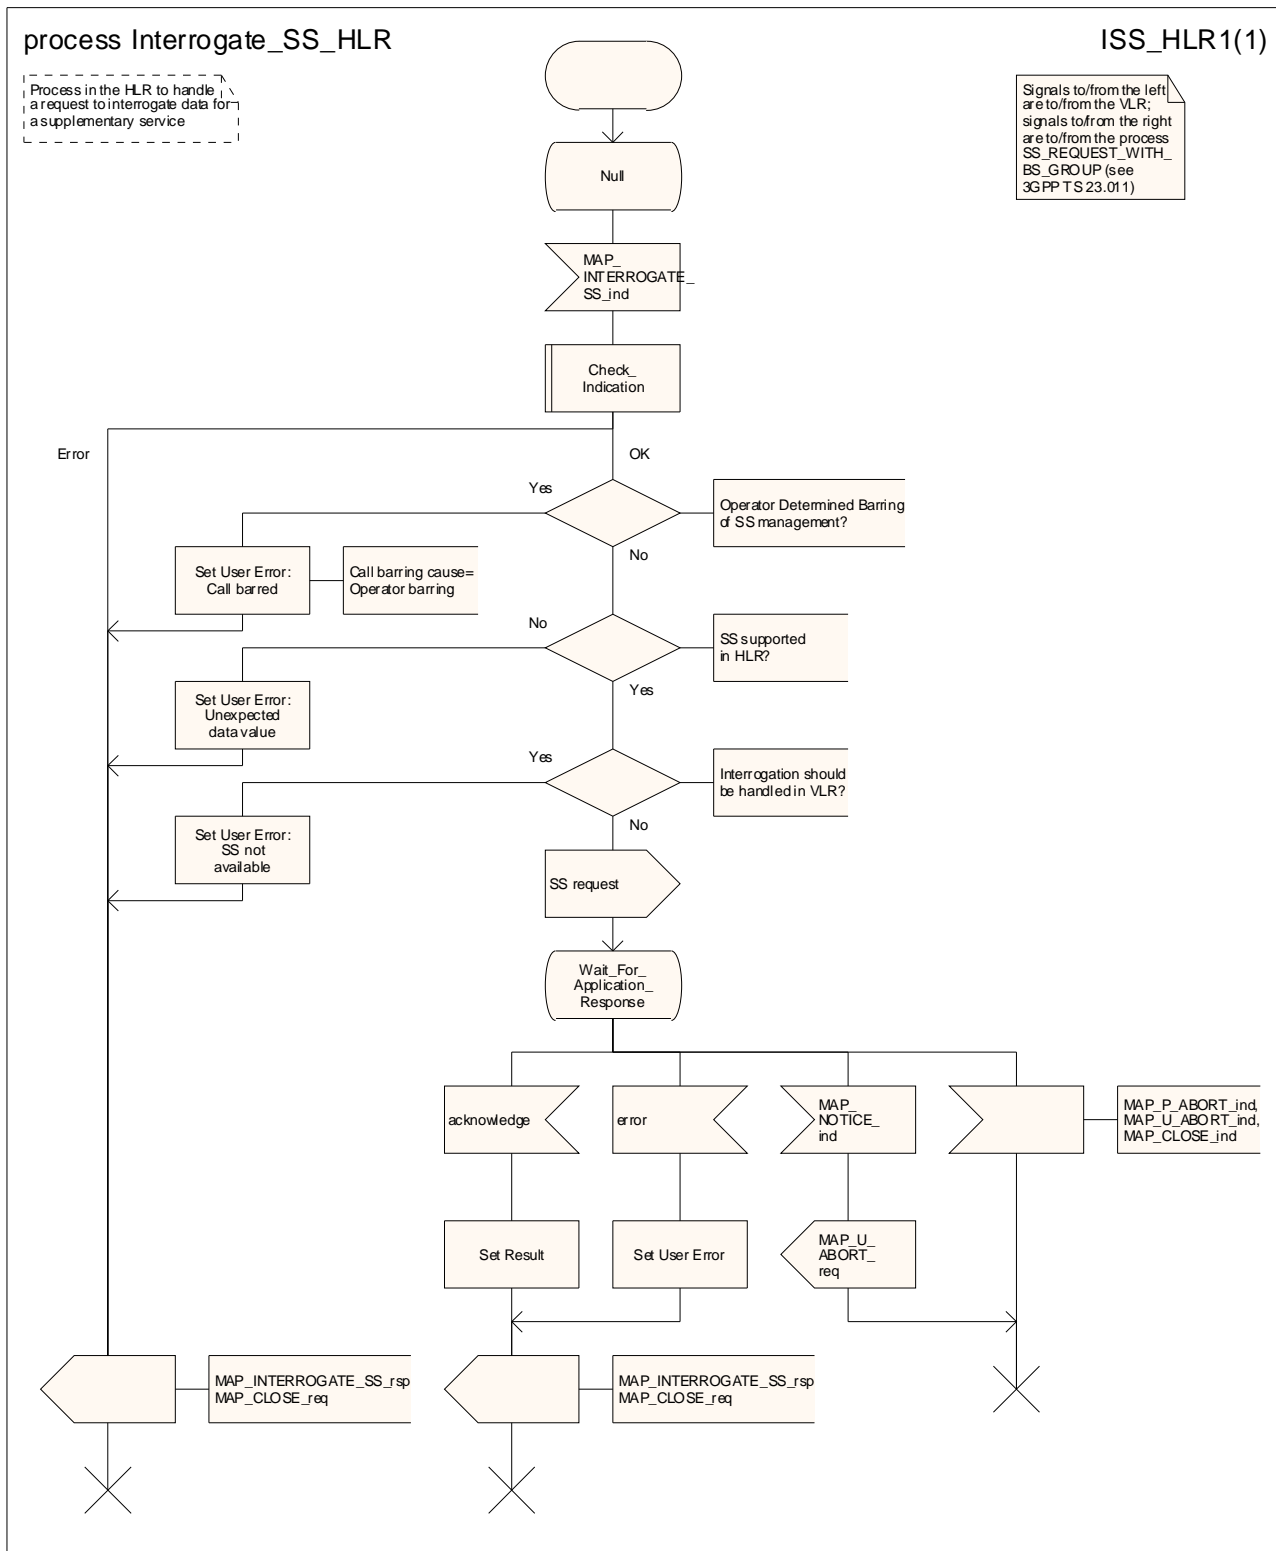 process Interrogate_SS_HLR
ISS_HLR1(1)
Process in the HLR to handle
a request to interrogate data for
a supplementary service
Signals to/from the left
are to/from the VLR;
signals to/from the right
are to/from the process
SS_REQUEST_WITH_
BS_GROUP (see
3GPP TS 23.011)
Null
MAP_
INTERROGATE_
SS_ind
Check_
Indication
Error
OK
Yes
Operator Determined Barring
of SS management?
No
Set User Error:
Call barred
Call barring cause=
Operator barring
No
SS supported
in HLR?
Yes
Set User Error:
Unexpected
data value
Yes
Interrogation should
be handled in VLR?
No
Set User Error:
SS not
available
SS request
Wait_For_
Application_
Response
acknowledge
error
MAP_
NOTICE_
ind
MAP_P_ABORT_ind,
MAP_U_ABORT_ind,
MAP_CLOSE_ind
Set Result
Set User Error
MAP_U_
ABORT_
req
MAP_INTERROGATE_SS_rsp
MAP_CLOSE_req
MAP_INTERROGATE_SS_rsp
MAP_CLOSE_req